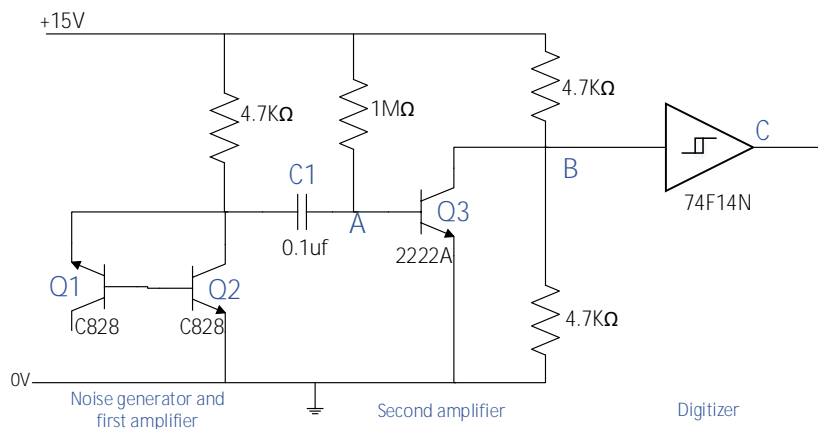 +15V
4.7KΩ
1MΩ
4.7KΩ
C1
0.1uf
A
Q3
2222A
B
C
74F14N
Q1
C828
Q2
C828
4.7KΩ
0V
Noise generator and
first amplifier
Second amplifier
Digitizer